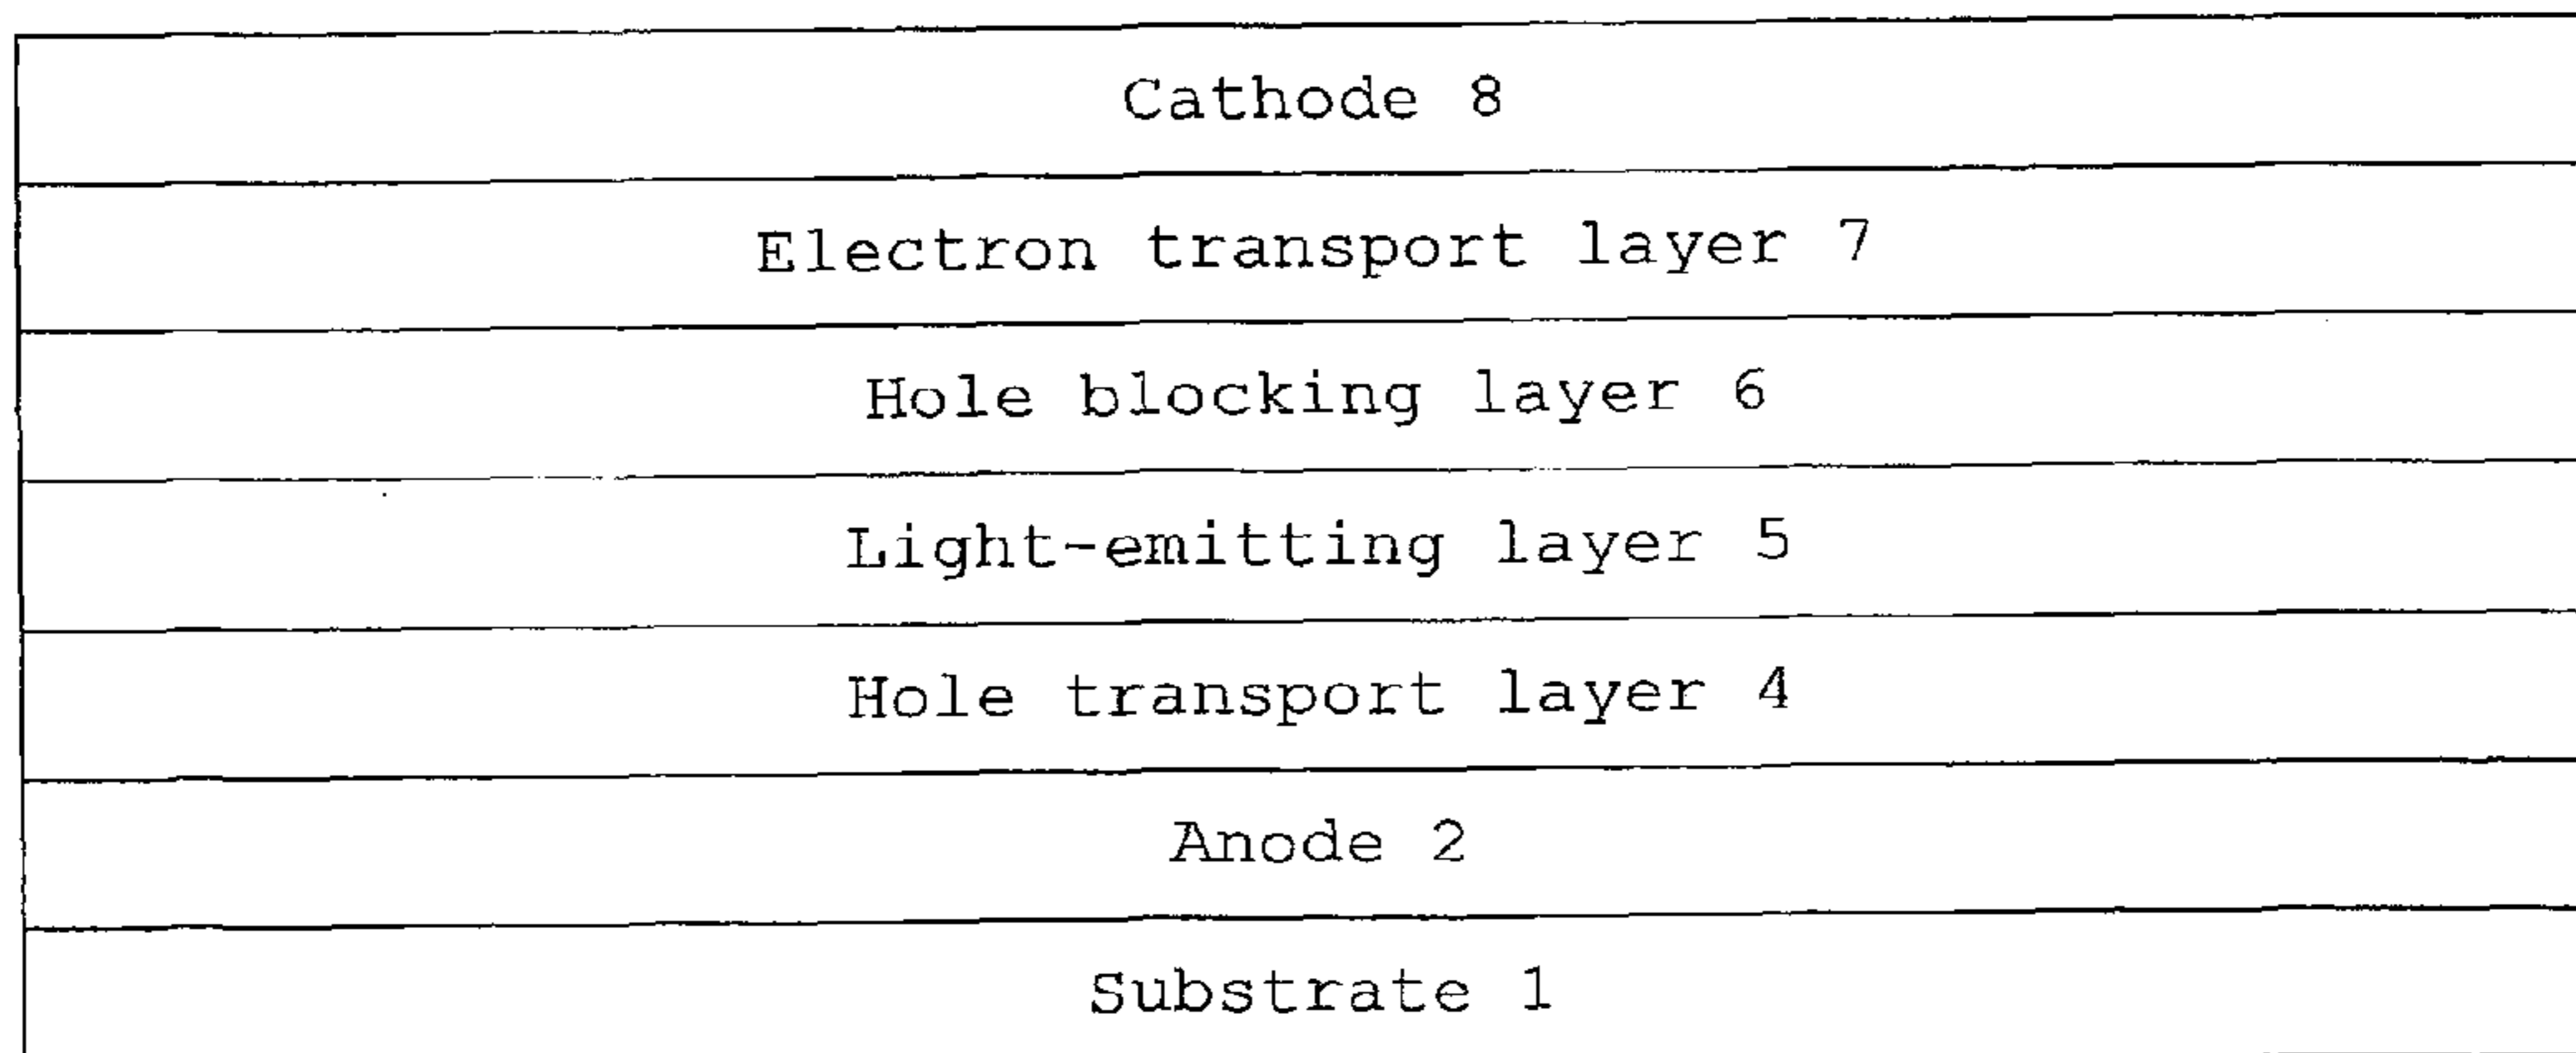 Cathode 8
Electron transport layer 7
Hole blocking layer 6
Light-emitting layer 5
Hole transport layer 4
Anode 2
Substrate 1